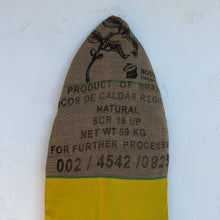 PRODUCT OF BRA
OCOS DE CALDAS REG
NATURAL
SCR 16 UP
NET WT 59 KG
FOR FURTHER PROCESS
002 / 4542 / 082